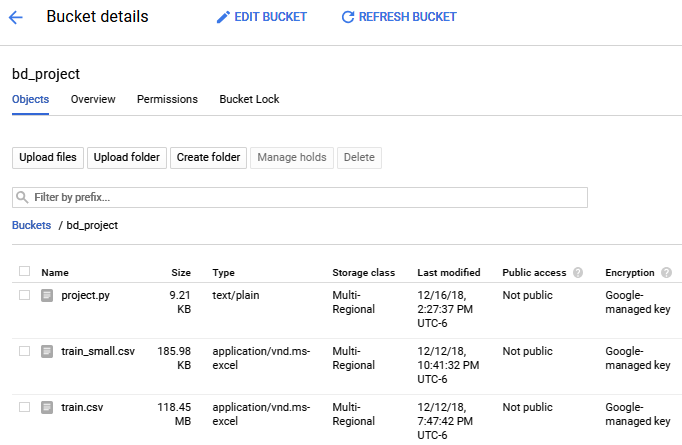 Bucket details EDIT BUCKET REFRESH BUCKET
bd_project
Objects Overview Permissions Bucket Lock
Upload files Upload folder Create folder Manage holds Delete
Filter by prefix...
Buckets / bd_project
Name Size Type Storage class Last modified Public access ? Encryption ?
project.py 9.21 text/plain Multi- 12/16/18, Not public Google-
KB Regional 2:27:37 PM managed key
UTC-6
train_small.csv 185.98 application/vnd.ms- Multi- 12/12/18, Not public Google-
KB excel Regional 10:41:32 PM managed key
UTC-6
train.csv 118.45 application/vnd.ms- Multi- 12/12/18, Not public Google-
MB excel Regional 7:47:42 PM managed key
UTC-6